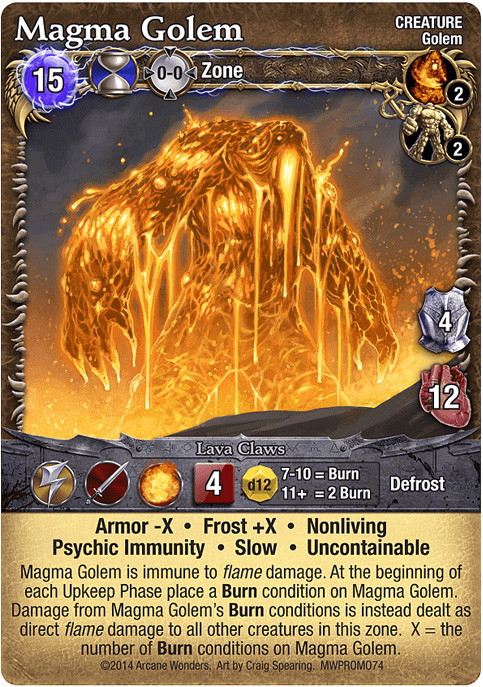 Magma Golem
CREATURE
Golem
15
0-0
Zone
2
2
4
12
Lava Claws
4
d12
7-10 = Burn
11+ = 2 Burn
Defrost
Armor -X • Frost +X • Nonliving
Psychic Immunity • Slow • Uncontainable
Magma Golem is immune to flame damage. At the beginning of
each Upkeep Phase place a Burn condition on Magma Golem.
Damage from Magma Golem's Burn conditions is instead dealt as
direct flame damage to all other creatures in this zone. X = the
number of Burn conditions on Magma Golem.
©2014 Arcane Wonders. Art by Craig Spearing. MWPROMO74